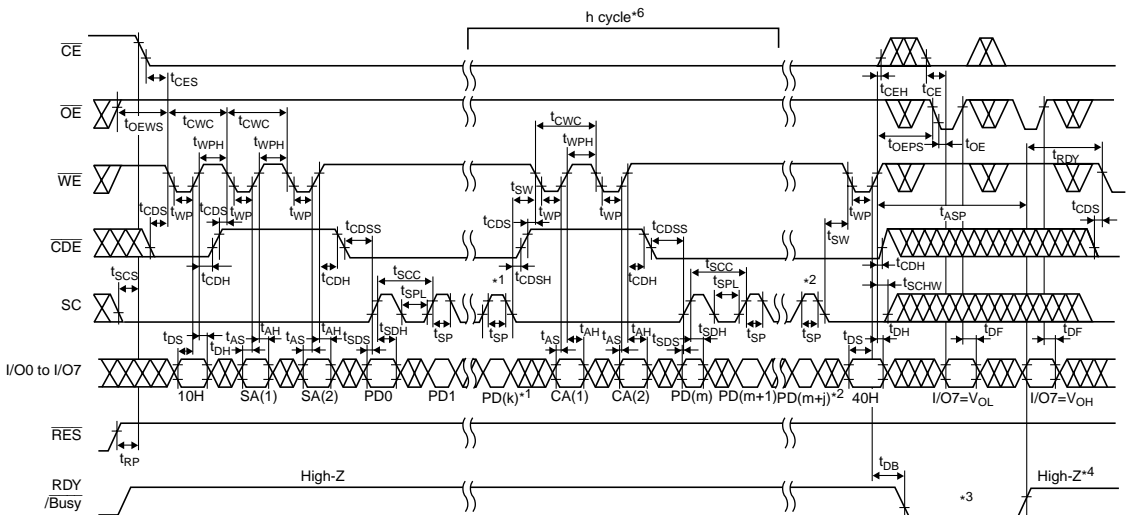 h cycle*6
CE
tCES
tCEH
tCE
OE
tOEWS
tCWC
tCWC
tCWC
tOEPS
tOE
tWPH
tWPH
tWPH
tRDY
WE
tCDS
tWP
tCDS
tWP
tWP
tSW
tCDS
tWP
tWP
tWP
tASP
tCDS
CDE
tCDSS
tCDSS
tSW
tSCS
tCDH
tCDH
tSCC
*1
tCDSH
tCDH
tSCC
*2
tCDH
tSPL
tSPL
tSCHW
SC
tDS
tDH
tAS
tAH
tAS
tAH
tSDS
tSDH
tSP
tSP
tAS
tAH
tAS
tAH
tSDS
tSDH
tSP
tSP
tDS
tDH
tDF
tDF
I/O0 to I/O7
10H
SA(1)
SA(2)
PD0
PD1
PD(k)*1
CA(1)
CA(2)
PD(m)
PD(m+1)
PD(m+j)*2
40H
I/O7=VOL
I/O7=VOH
RES
tRP
RDY
/Busy
High-Z
tDB
*3
High-Z*4